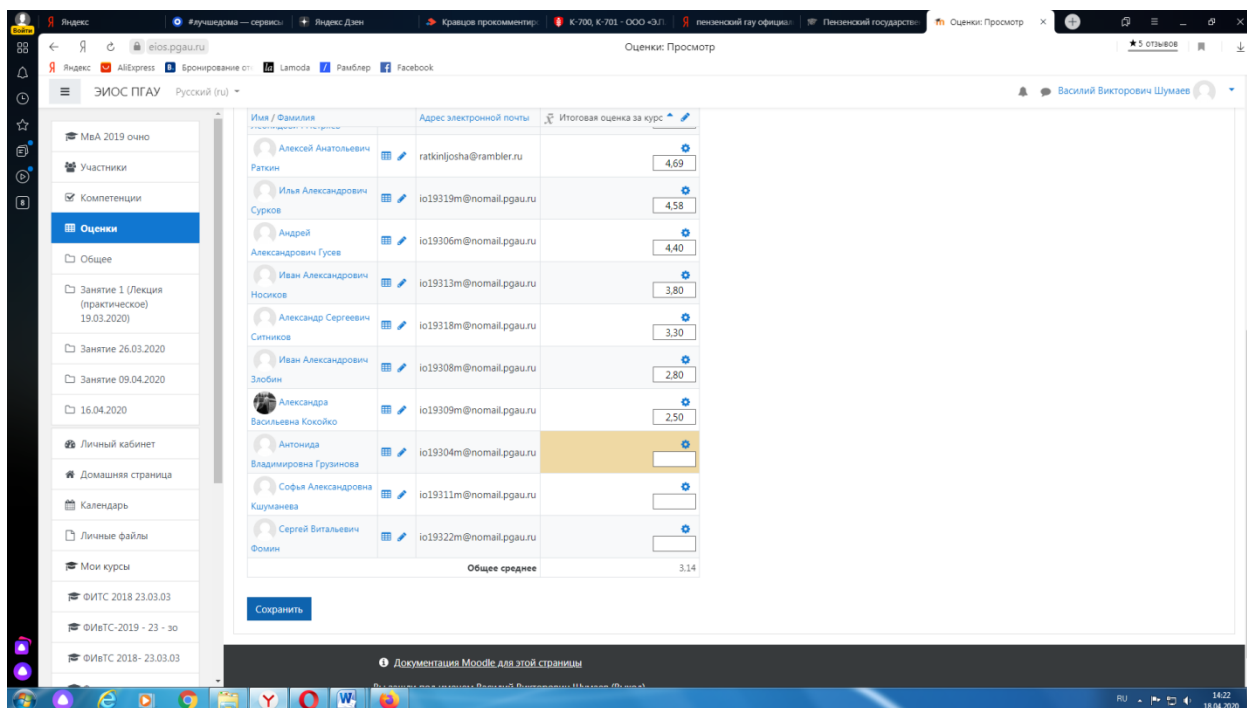 Войти
Яндекс
#лучшедома — сервисы
Яндекс.Дзен
Кравцов прокомментир
К-700, К-701 - ООО «ЭЛ
пензенский гау официал
Пензенский государстве
Оценки: Просмотр
eios.pgau.ru
Оценки: Просмотр
★5 отзывов
Яндекс
AliExpress
Бронирование от
Lamoda
Рамблер
Facebook
ЭИОС ПГАУ
Русский (ru)
Василий Викторович Шумаев
8
МвА 2019 очно
Участники
Компетенции
Оценки
Общее
Занятие 1 (Лекция
(практическое)
19.03.2020)
Занятие 26.03.2020
Занятие 09.04.2020
16.04.2020
Личный кабинет
Домашняя страница
Календарь
Личные файлы
Мои курсы
ФИТС 2018 23.03.03
ФИвТС-2019 - 23 - зо
ФИвТС 2018- 23.03.03
Имя / Фамилия Адрес электронной почты x̄ Итоговая оценка за курс
Алексей Анатольевич
Раткин ratkinljosha@rambler.ru 4,69
Илья Александрович
Сурков io19319m@nomail.pgau.ru 4,58
Андрей
Александрович Гусев io19306m@nomail.pgau.ru 4,40
Иван Александрович
Носиков io19313m@nomail.pgau.ru 3,80
Александр Сергеевич
Ситников io19318m@nomail.pgau.ru 3,30
Иван Александрович
Злобин io19308m@nomail.pgau.ru 2,80
Александра
Васильевна Кокойко io19309m@nomail.pgau.ru 2,50
Антонида
Владимировна Грузинова io19304m@nomail.pgau.ru
Софья Александровна
Кшуманева io19311m@nomail.pgau.ru
Сергей Витальевич
Фомин io19322m@nomail.pgau.ru
Общее среднее 3,14
Сохранить
Документация Moodle для этой страницы
Вы зашли под именем Василий Викторович Шумаев (Выход)
RU
14:22
18.04.2020